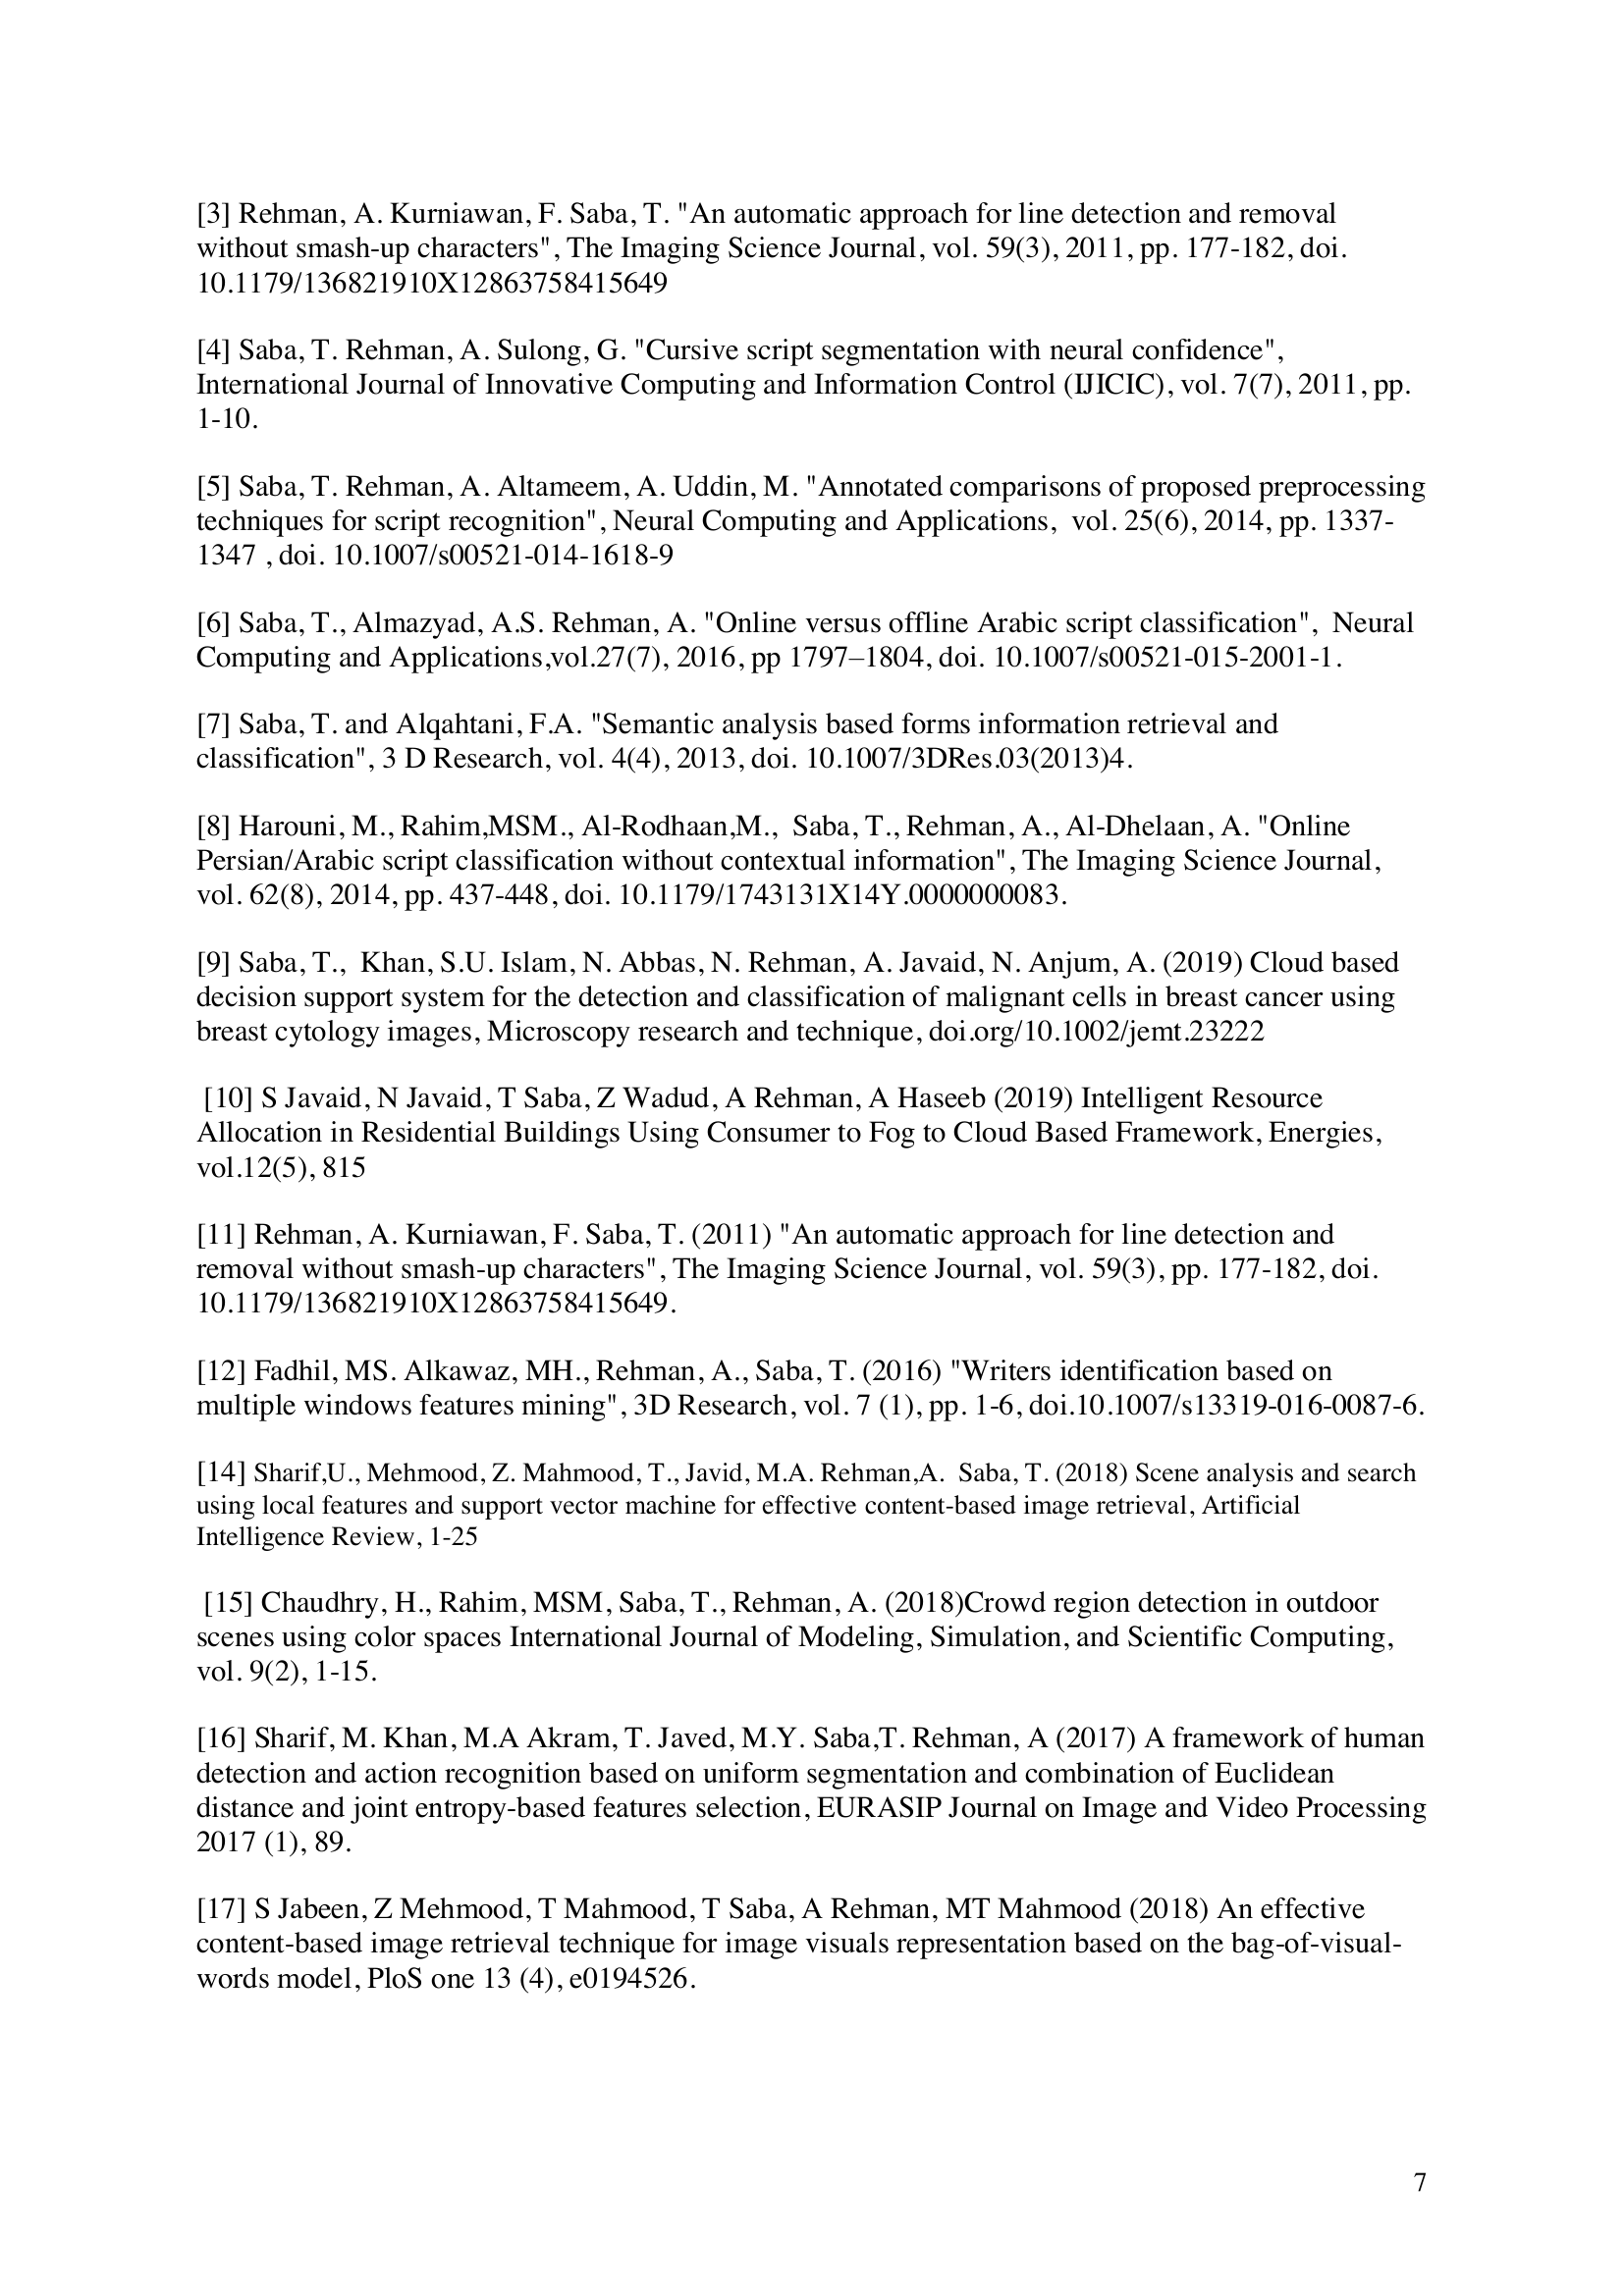 [3] Rehman, A. Kurniawan, F. Saba, T. "An automatic approach for line detection and removal
without smash-up characters", The Imaging Science Journal, vol. 59(3), 2011, pp. 177-182, doi.
10.1179/136821910X12863758415649
[4] Saba, T. Rehman, A. Sulong, G. "Cursive script segmentation with neural confidence",
International Journal of Innovative Computing and Information Control (IJICIC), vol. 7(7), 2011, pp.
1-10.
[5] Saba, T. Rehman, A. Altameem, A. Uddin, M. "Annotated comparisons of proposed preprocessing
techniques for script recognition", Neural Computing and Applications,  vol. 25(6), 2014, pp. 1337-
1347 , doi. 10.1007/s00521-014-1618-9
[6] Saba, T., Almazyad, A.S. Rehman, A. "Online versus offline Arabic script classification",  Neural
Computing and Applications,vol.27(7), 2016, pp 1797–1804, doi. 10.1007/s00521-015-2001-1.
[7] Saba, T. and Alqahtani, F.A. "Semantic analysis based forms information retrieval and
classification", 3 D Research, vol. 4(4), 2013, doi. 10.1007/3DRes.03(2013)4.
[8] Harouni, M., Rahim,MSM., Al-Rodhaan,M.,  Saba, T., Rehman, A., Al-Dhelaan, A. "Online
Persian/Arabic script classification without contextual information", The Imaging Science Journal,
vol. 62(8), 2014, pp. 437-448, doi. 10.1179/1743131X14Y.0000000083.
[9] Saba, T.,  Khan, S.U. Islam, N. Abbas, N. Rehman, A. Javaid, N. Anjum, A. (2019) Cloud based
decision support system for the detection and classification of malignant cells in breast cancer using
breast cytology images, Microscopy research and technique, doi.org/10.1002/jemt.23222
[10] S Javaid, N Javaid, T Saba, Z Wadud, A Rehman, A Haseeb (2019) Intelligent Resource
Allocation in Residential Buildings Using Consumer to Fog to Cloud Based Framework, Energies,
vol.12(5), 815
[11] Rehman, A. Kurniawan, F. Saba, T. (2011) "An automatic approach for line detection and
removal without smash-up characters", The Imaging Science Journal, vol. 59(3), pp. 177-182, doi.
10.1179/136821910X12863758415649.
[12] Fadhil, MS. Alkawaz, MH., Rehman, A., Saba, T. (2016) "Writers identification based on
multiple windows features mining", 3D Research, vol. 7 (1), pp. 1-6, doi.10.1007/s13319-016-0087-6.
[14] Sharif,U., Mehmood, Z. Mahmood, T., Javid, M.A. Rehman,A.  Saba, T. (2018) Scene analysis and search
using local features and support vector machine for effective content-based image retrieval, Artificial
Intelligence Review, 1-25
[15] Chaudhry, H., Rahim, MSM, Saba, T., Rehman, A. (2018)Crowd region detection in outdoor
scenes using color spaces International Journal of Modeling, Simulation, and Scientific Computing,
vol. 9(2), 1-15.
[16] Sharif, M. Khan, M.A Akram, T. Javed, M.Y. Saba,T. Rehman, A (2017) A framework of human
detection and action recognition based on uniform segmentation and combination of Euclidean
distance and joint entropy-based features selection, EURASIP Journal on Image and Video Processing
2017 (1), 89.
[17] S Jabeen, Z Mehmood, T Mahmood, T Saba, A Rehman, MT Mahmood (2018) An effective
content-based image retrieval technique for image visuals representation based on the bag-of-visual-
words model, PloS one 13 (4), e0194526.
7